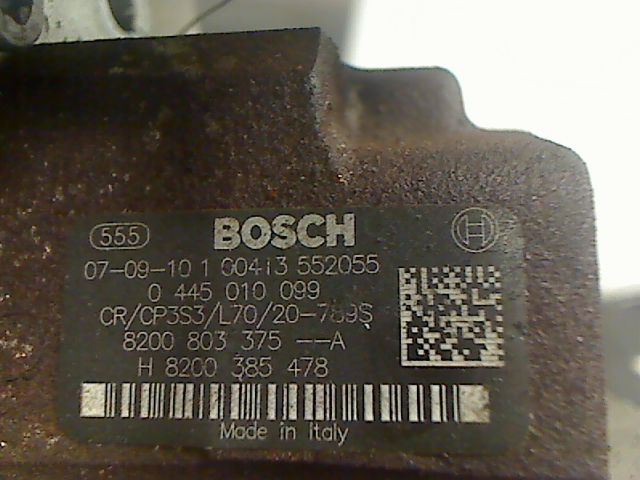 555 BOSCH H
07-09-10 1 00413 552055
0 445 010 099
CR/CP3S3/L70/20-789S
8200 803 375 --A
H 8200 385 478
Made in Italy